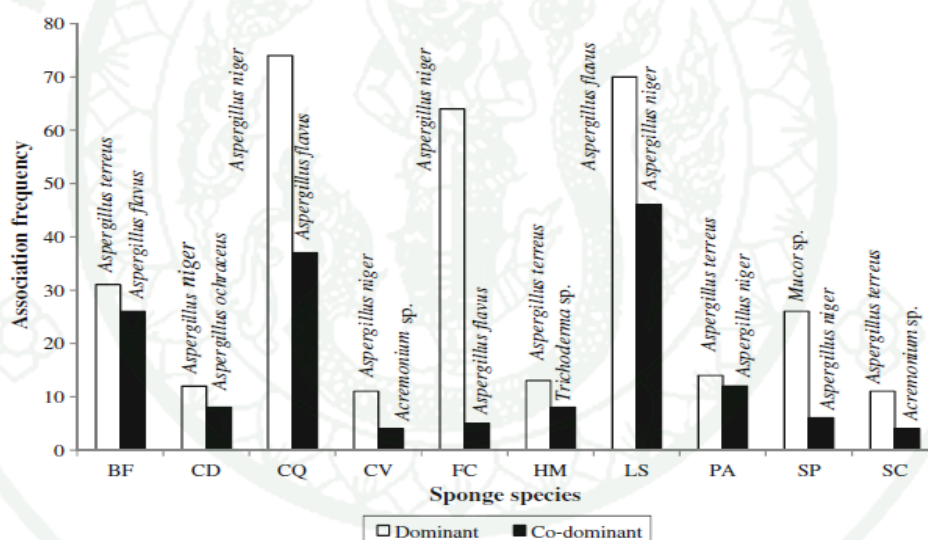 80
70
60
50
40
30
20
10
0
Association frequency
Aspergillus terreus
Aspergillus flavus
Aspergillus niger
Aspergillus ochraceus
Aspergillus niger
Aspergillus flavus
Aspergillus niger
Acremonium sp.
Aspergillus niger
Aspergillus flavus
Aspergillus terreus
Trichoderma sp.
Aspergillus flavus
Aspergillus niger
Aspergillus terreus
Aspergillus niger
Mucor sp.
Aspergillus niger
Aspergillus terreus
Acremonium sp.
BF CD CQ CV FC HM LS PA SP SC
Sponge species
Dominant Co-dominant